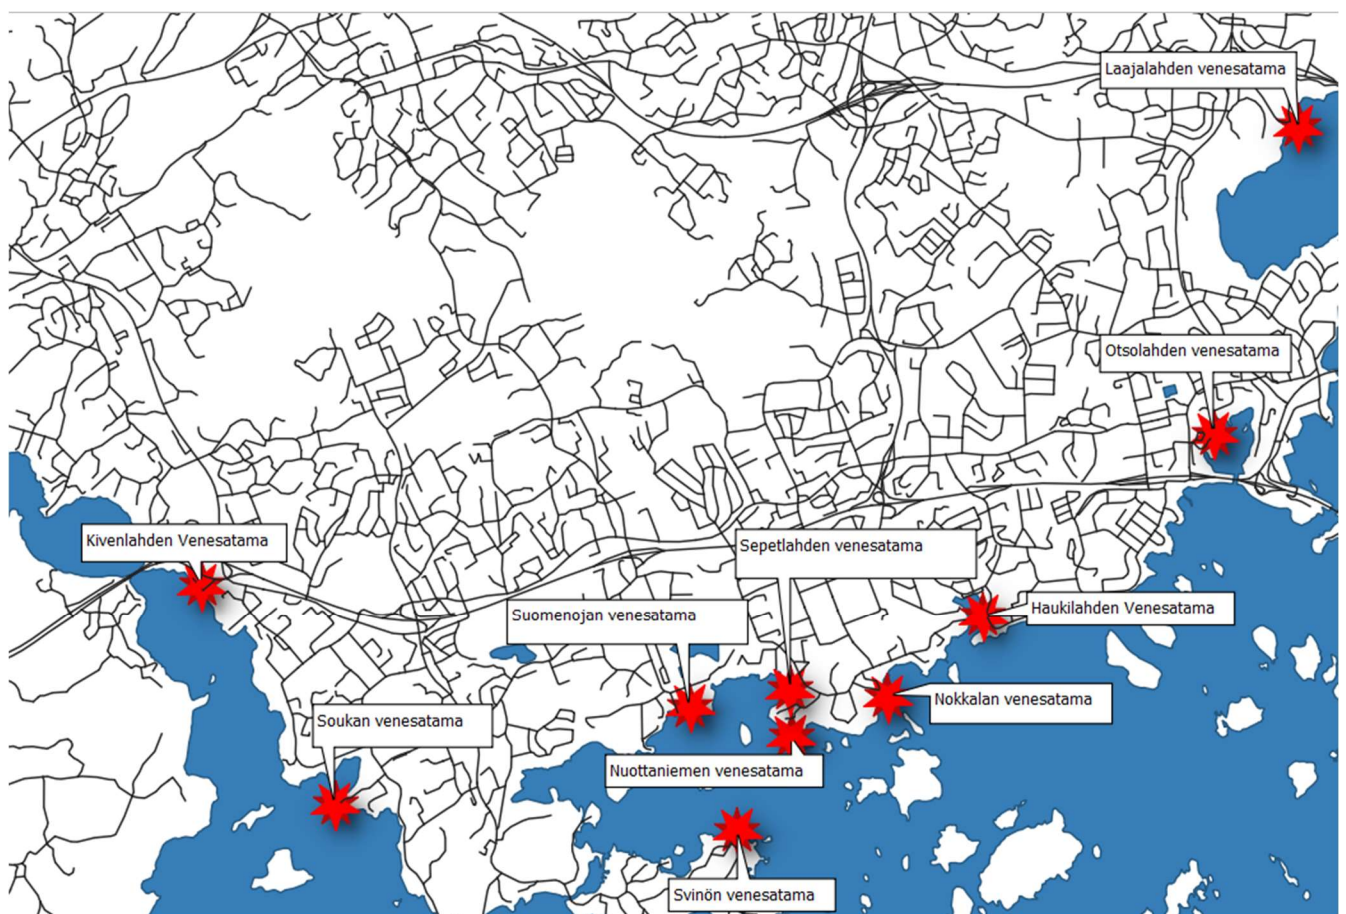 Laajalahden venesatama
Otsolahden venesatama
Kivenlahden Venesatama
Sepetlahden venesatama
Suomenojan venesatama
Haukilahden Venesatama
Nokkalan venesatama
Soukan venesatama
Nuottaniemen venesatama
Svinön venesatama